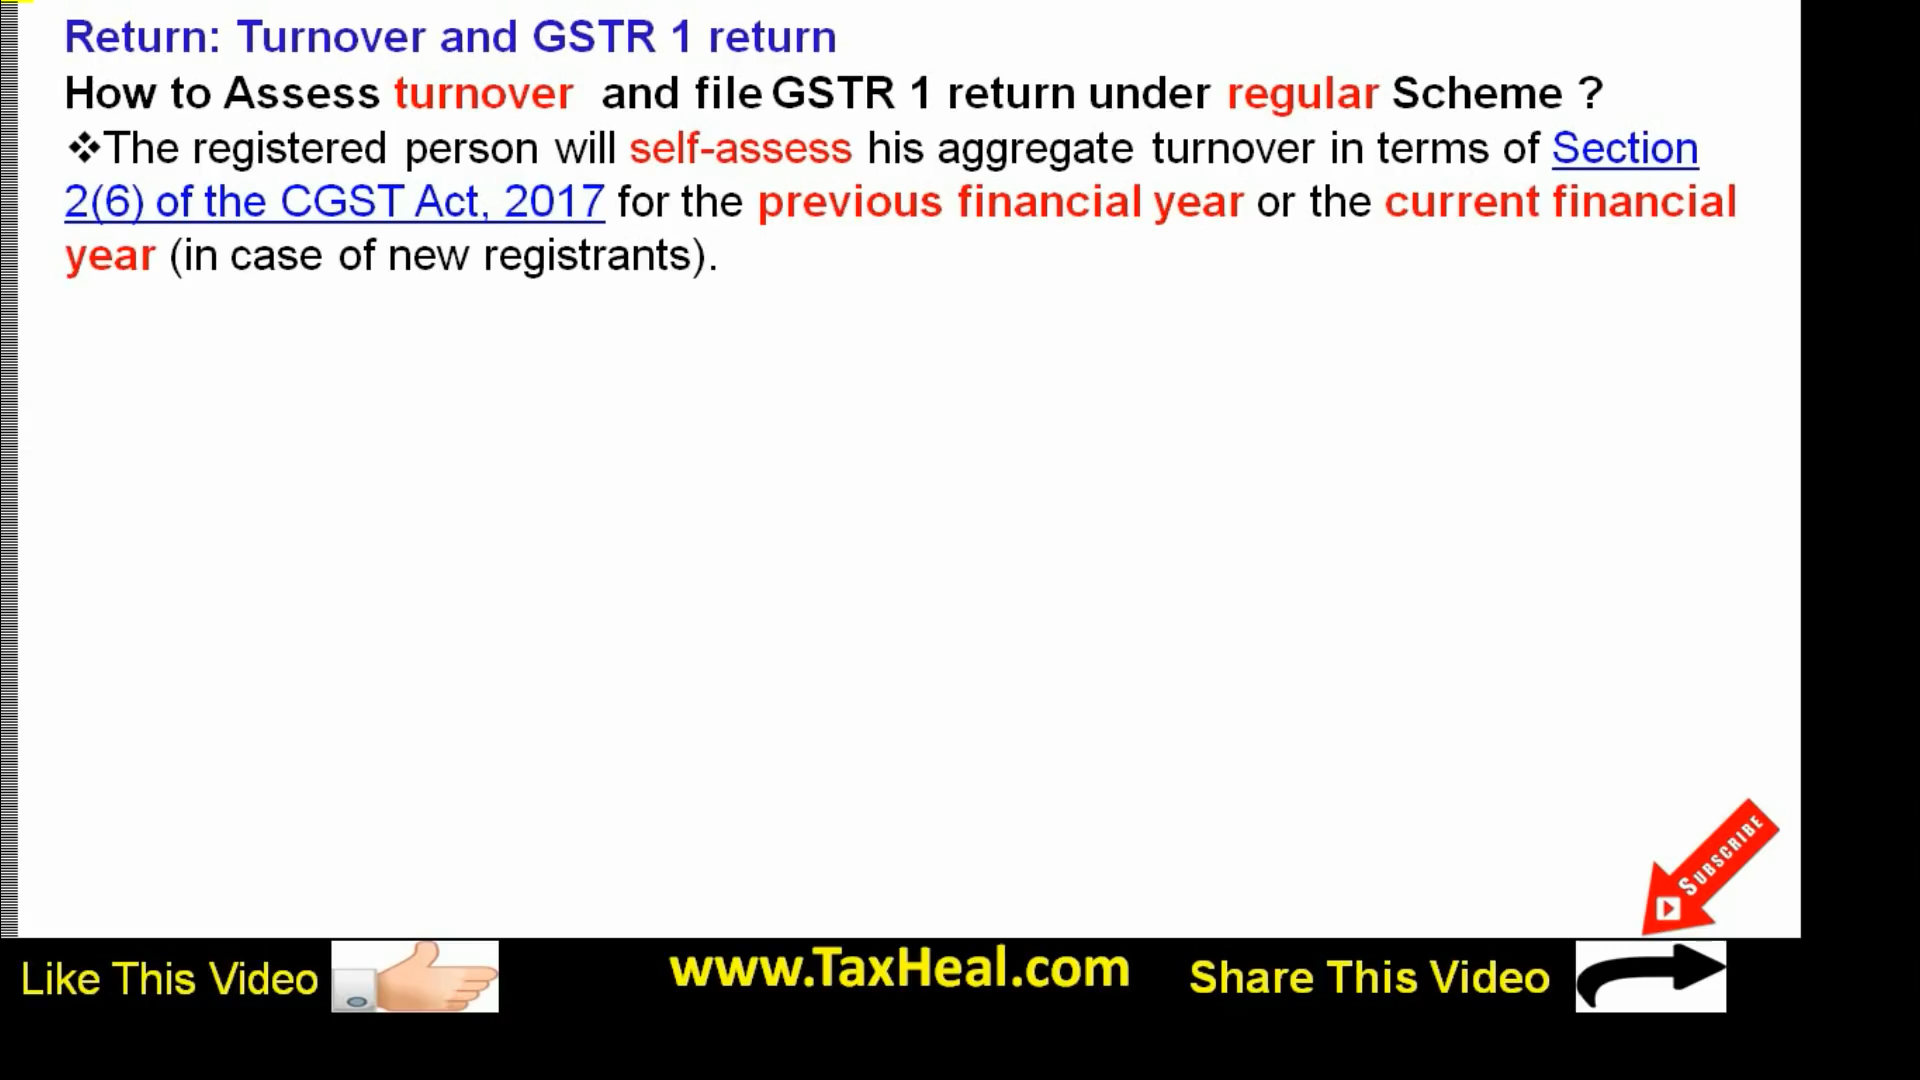 Return: Turnover and GSTR 1 return
How to Assess turnover and file GSTR 1 return under regular Scheme ?
❖The registered person will self-assess his aggregate turnover in terms of Section
2(6) of the CGST Act, 2017 for the previous financial year or the current financial
year (in case of new registrants).
SUBSCRIBE
Like This Video
www.TaxHeal.com
Share This Video